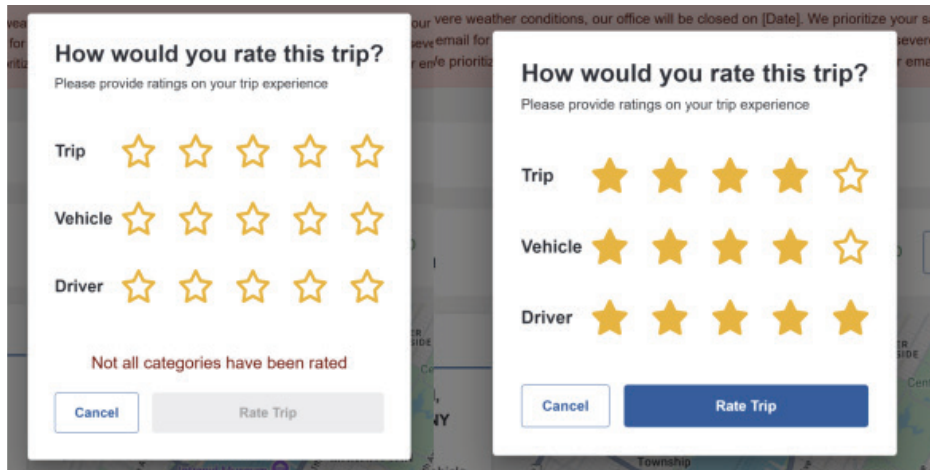 vere weather conditions, our office will be closed on [Date]. We prioritize your
email for
How would you rate this trip?
Please provide ratings on your trip experience
Trip
Vehicle
Driver
Not all categories have been rated
Cancel
Rate Trip
How would you rate this trip?
Please provide ratings on your trip experience
Trip
Vehicle
Driver
Cancel
Rate Trip
Township